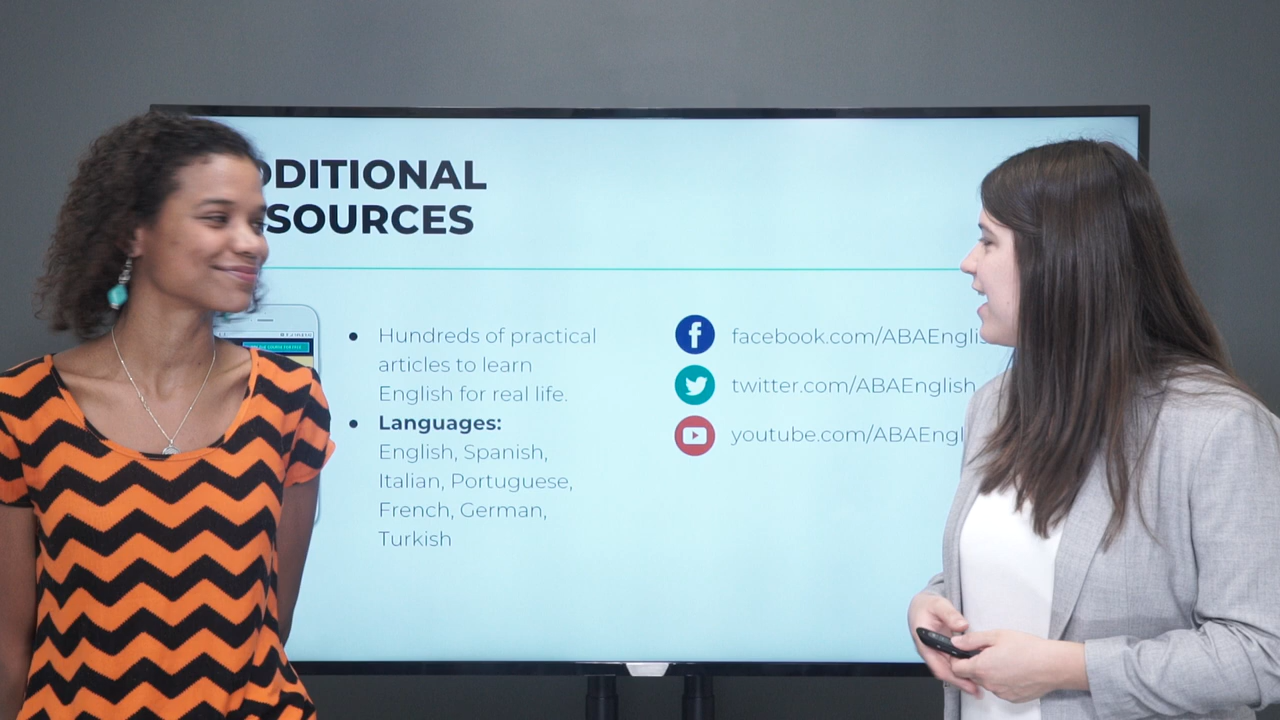 DDITIONAL
SOURCES
• Hundreds of practical
articles to learn
English for real life.
• Languages:
English, Spanish,
Italian, Portuguese,
French, German,
Turkish
facebook.com/ABAEnglis
twitter.com/ABAEnglish
youtube.com/ABAEngl